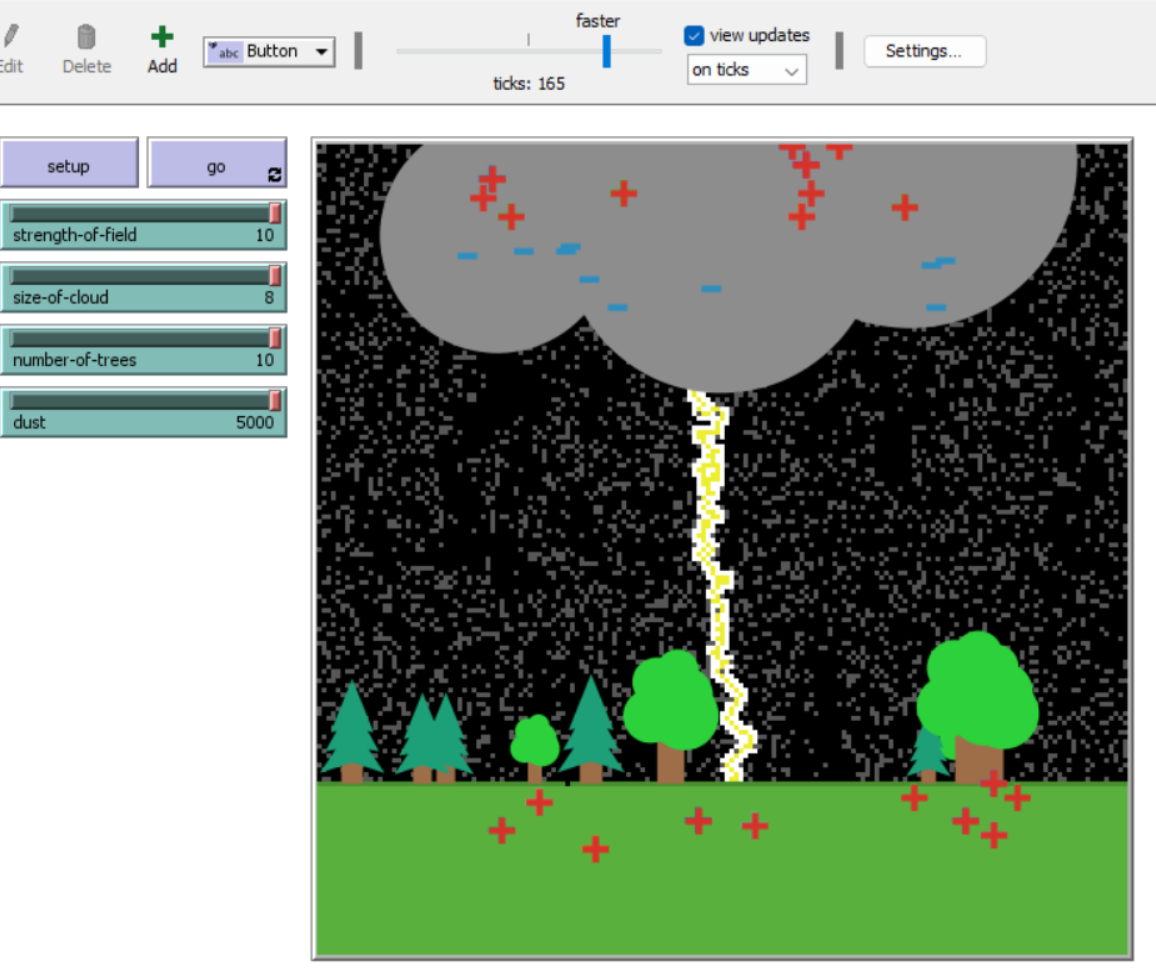 faster
view updates
Edit
Delete
Add
abc Button
on ticks
Settings...
ticks: 165
setup
go
strength-of-field 10
size-of-cloud 8
number-of-trees 10
dust 5000